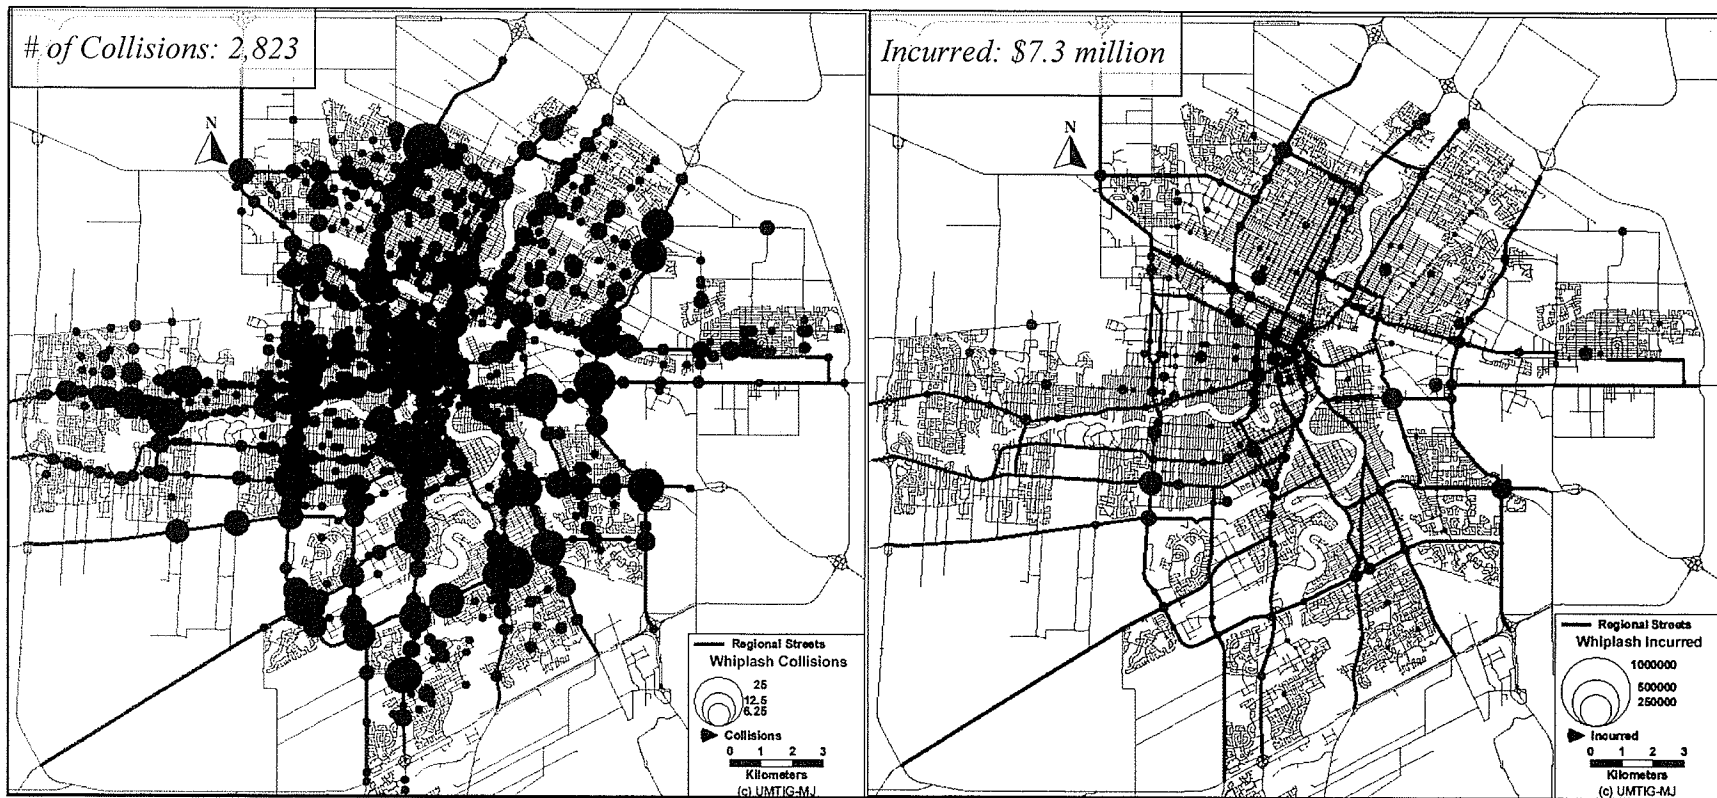 # of Collisions: 2,823
N
Regional Streets
Whiplash Collisions
25
12.5
6.25
Collisions
0 1 2 3
Kilometers
(c) UMTIG-MJ
Incurred: $7.3 million
N
Regional Streets
Whiplash Incurred
1000000
500000
250000
Incurred
0 1 2 3
Kilometers
(c) UMTIG-MJ